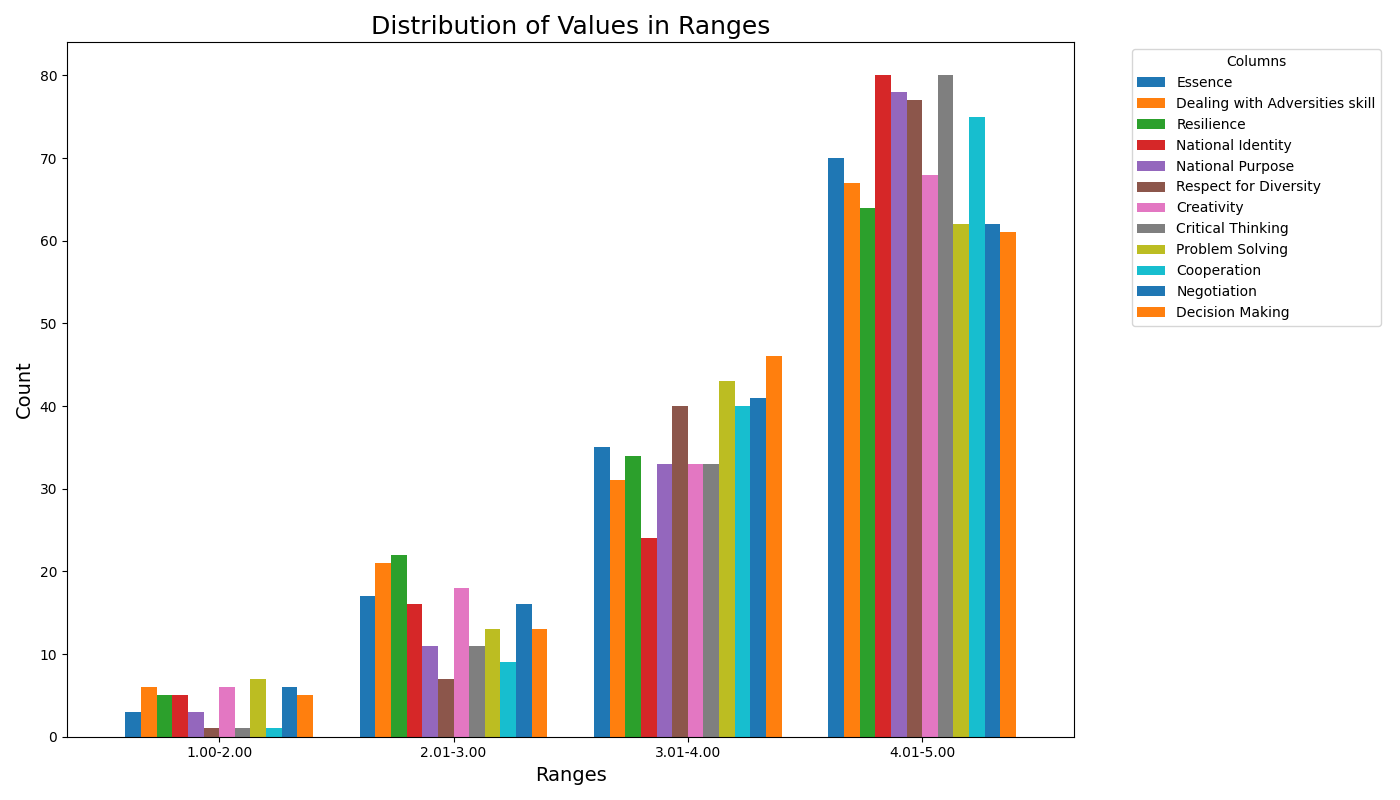 Distribution of Values in Ranges
Columns
Essence
Dealing with Adversities skill
Resilience
National Identity
National Purpose
Respect for Diversity
Creativity
Critical Thinking
Problem Solving
Cooperation
Negotiation
Decision Making
Count
80
70
60
50
40
30
20
10
0
1.00-2.00
2.01-3.00
3.01-4.00
4.01-5.00
Ranges